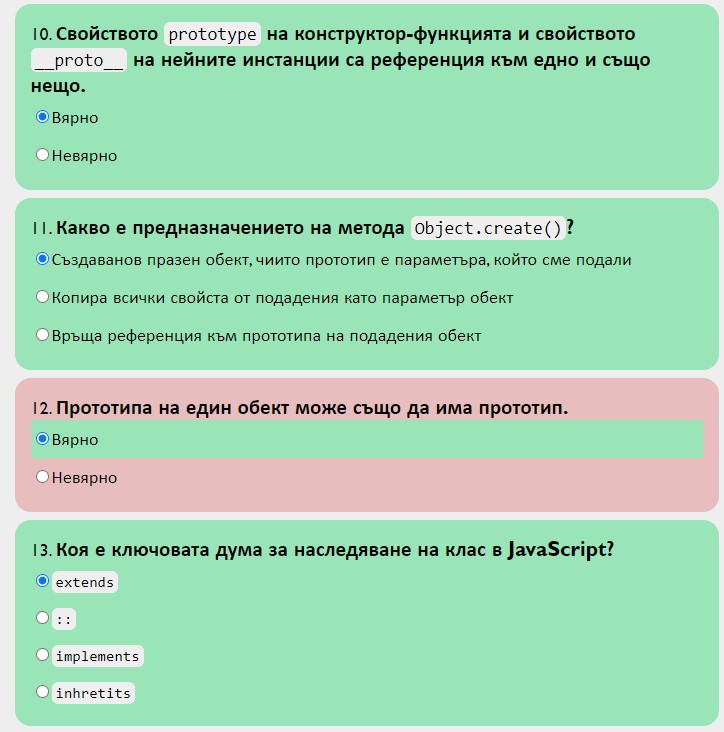 10. Свойството prototype на конструктор-функцията и свойството
__proto__ на нейните инстанции са референция към едно и също
нещо.
Вярно
Невярно
11. Какво е предназначението на метода Object.create()?
Създаванов празен обект, чиито прототип е параметъра, който сме подали
Копира всички свойства от подадения като параметър обект
Връща референция към прототипа на подадения обект
12. Прототипа на един обект може също да има прототип.
Вярно
Невярно
13. Коя е ключовата дума за наследяване на клас в JavaScript?
extends
::
implements
inhretits